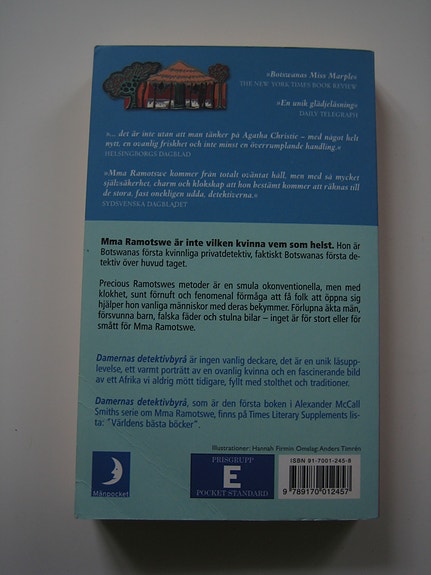 »Botswanas Miss Marple»
THE NEW YORK TIMES BOOK REVIEW
»En unik glädjeläsning»
DAILY TELEGRAPH
»... det är inte utan att man tänker på Agatha Christie – med något helt
nytt, en ovanlig friskhet och inte minst en överrumplande handling.»
HELSINGBORGS DAGBLAD
»Mma Ramotswe kommer från totalt oväntat håll, men med så mycket
självsäkerhet, charm och klokskap att hon bestämt kommer att räknas till
de stora, fast onekligen udda, detektiverna.»
SYDSVENSKA DAGBLADET
Mma Ramotswe är inte vilken kvinna vem som helst. Hon är
Botswanas första kvinnliga privatdetektiv, faktiskt Botswanas första de-
tektiv över huvud taget.
Precious Ramotswes metoder är en smula okonventionella, men med
klokhet, sunt förnuft och fenomenal förmåga att få folk att öppna sig
hjälper hon vanliga människor med deras bekymmer. Förlupna äkta män,
försvunna barn, falska fäder och stulna bilar – inget är för stort eller för
smått för Mma Ramotswe.
Damernas detektivbyrå är ingen vanlig deckare, det är en unik läsupp-
levelse, ett varmt porträtt av en ovanlig kvinna och en fascinerande bild
av ett Afrika vi aldrig mött tidigare, fyllt med stolthet och traditioner.
Damernas detektivbyrå, som är den första boken i Alexander McCall
Smiths serie om Mma Ramotswe, finns på Times Literary Supplements lis-
ta: "Världens bästa böcker".
Illustrationer: Hannah Firmin Omslag: Anders Timrén
Månpocket
PRISGRUPP
E
POCKET STANDARD
ISBN 91-7001-245-8
9 789170 012457